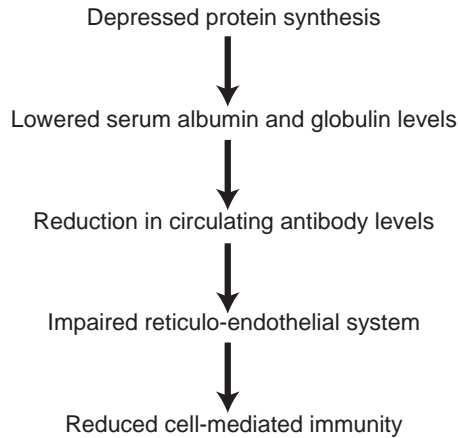 Depressed protein synthesis
Lowered serum albumin and globulin levels
Reduction in circulating antibody levels
Impaired reticulo-endothelial system
Reduced cell-mediated immunity